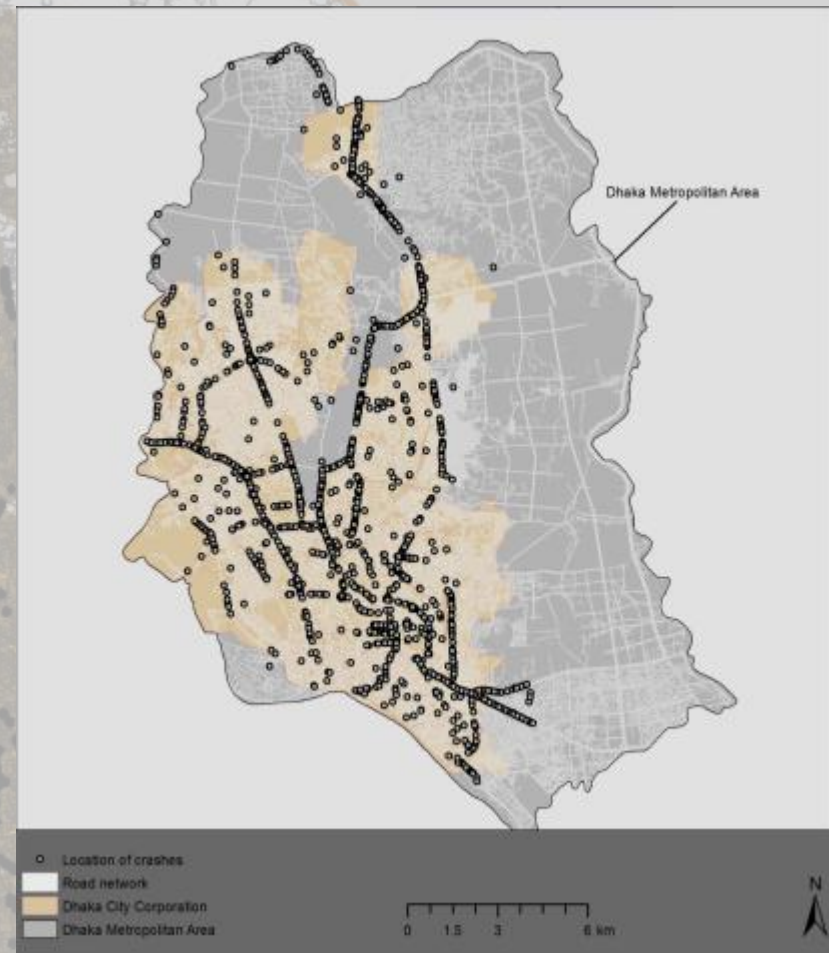 Dhaka Metropolitan Area
Location of crashes
Road network
Dhaka City Corporation
Dhaka Metropolitan Area
N
0 1.5 3 6 km